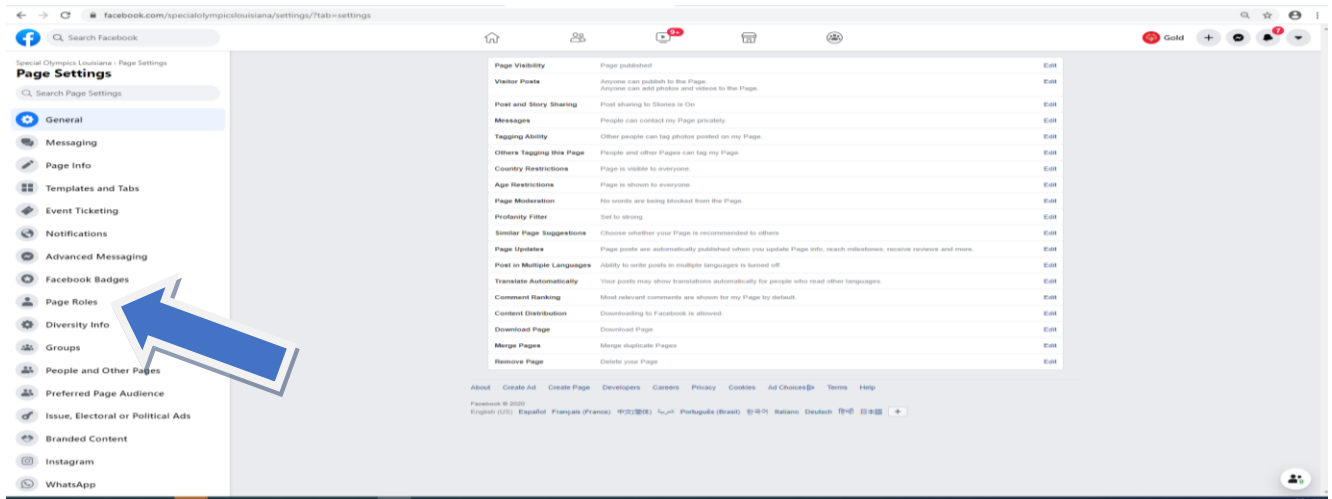 facebook.com/specialolympicslouisiana/settings/?tab=settings
Search Facebook
9+
Gold
7
Special Olympics Louisiana › Page Settings
Page Settings
Search Page Settings
General
Messaging
Page Info
Templates and Tabs
Event Ticketing
Notifications
Advanced Messaging
Facebook Badges
Page Roles
Diversity Info
Groups
People and Other Pages
Preferred Page Audience
Issue, Electoral or Political Ads
Branded Content
Instagram
WhatsApp
Page Visibility Page published Edit
Visitor Posts Anyone can publish to the Page. Edit
Anyone can add photos and videos to the Page.
Post and Story Sharing Post sharing to Stories is On Edit
Messages People can contact my Page privately. Edit
Tagging Ability Other people can tag photos posted on my Page. Edit
Others Tagging this Page People and other Pages can tag my Page. Edit
Country Restrictions Page is visible to everyone. Edit
Age Restrictions Page is shown to everyone. Edit
Page Moderation No words are being blocked from the Page. Edit
Profanity Filter Set to strong Edit
Similar Page Suggestions Choose whether your Page is recommended to others Edit
Page Updates Page posts are automatically published when you update Page info, reach milestones, receive reviews and more. Edit
Post in Multiple Languages Ability to write posts in multiple languages is turned off Edit
Translate Automatically Your posts may show translations automatically for people who read other languages. Edit
Comment Ranking Most relevant comments are shown for my Page by default. Edit
Content Distribution Downloading to Facebook is allowed. Edit
Download Page Download Page Edit
Merge Pages Merge duplicate Pages Edit
Remove Page Delete your Page Edit
About Create Ad Create Page Developers Careers Privacy Cookies Ad Choices Terms Help
Facebook © 2020
English (US) Español Français (France) 中文(简体) العربية Português (Brasil) 한국어 Italiano Deutsch हिन्दी 日本語 +